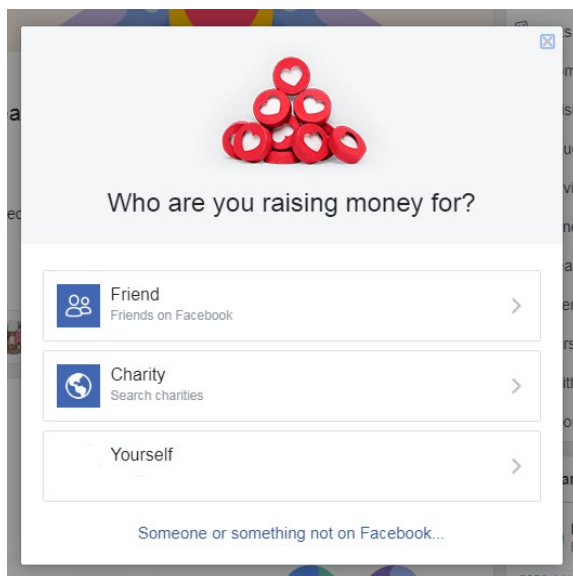 Who are you raising money for?
Friend
Friends on Facebook
Charity
Search charities
Yourself
Someone or something not on Facebook...